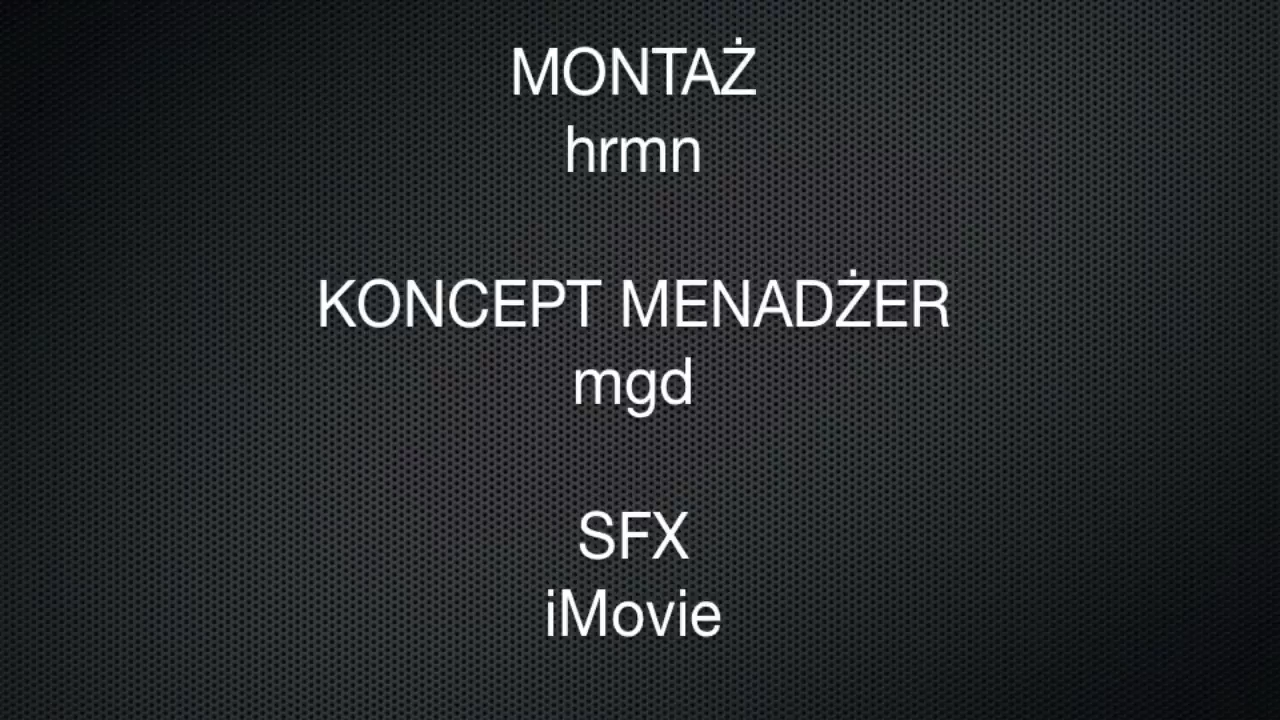 MONTAŻ
hrmn
KONCEPT MENADŻER
mgd
SFX
iMovie